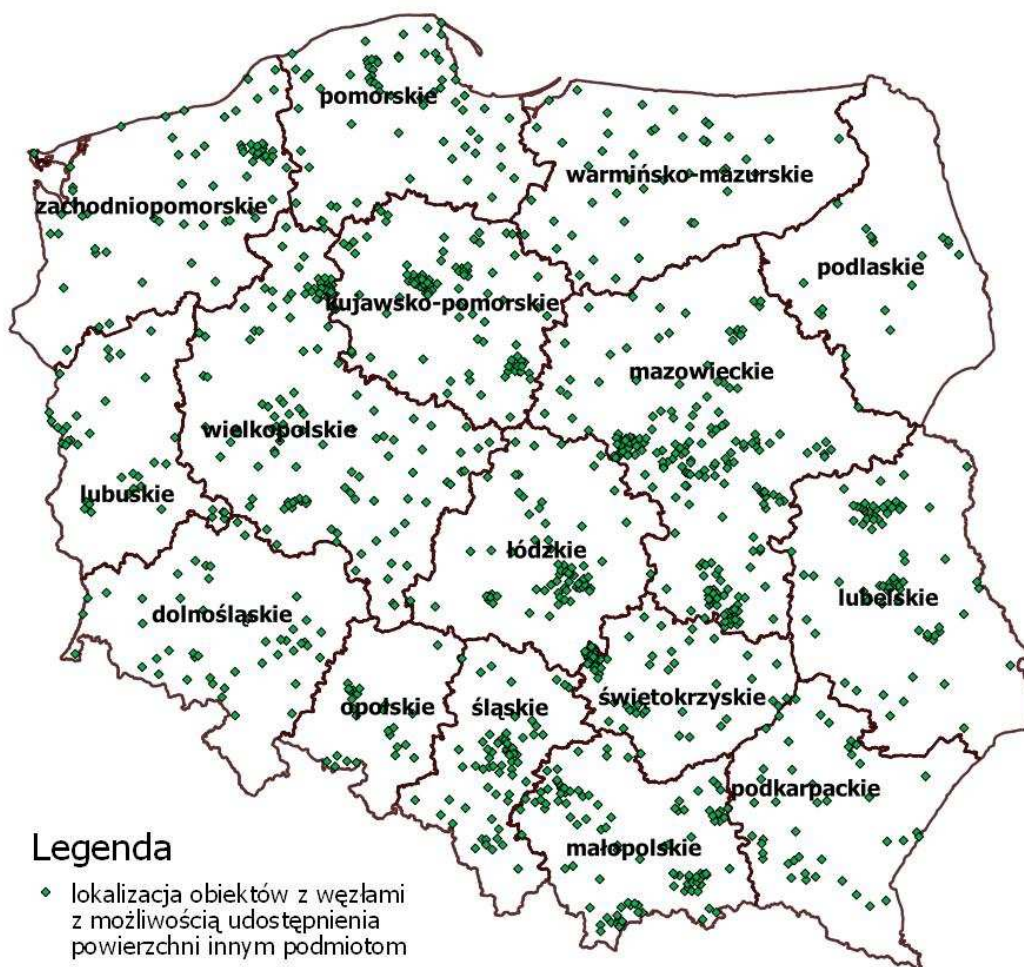 pomorskie
warmińsko-mazurskie
zachodniopomorskie
podlaskie
kujawsko-pomorskie
mazowieckie
wielkopolskie
lubuskie
łódzkie
lubelskie
dolnośląskie
świętokrzyskie
opolskie
śląskie
podkarpackie
małopolskie
Legenda
lokalizacja obiektów z węzłami
z możliwością udostępnienia
powierzchni innym podmiotom